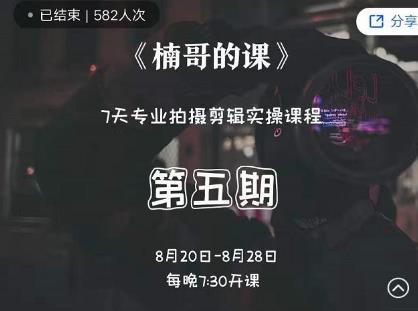 已结束 | 582人次
分享
《楠哥的课》
7天专业拍摄剪辑实操课程
第五期
8月20日-8月28日
每晚7:30开课